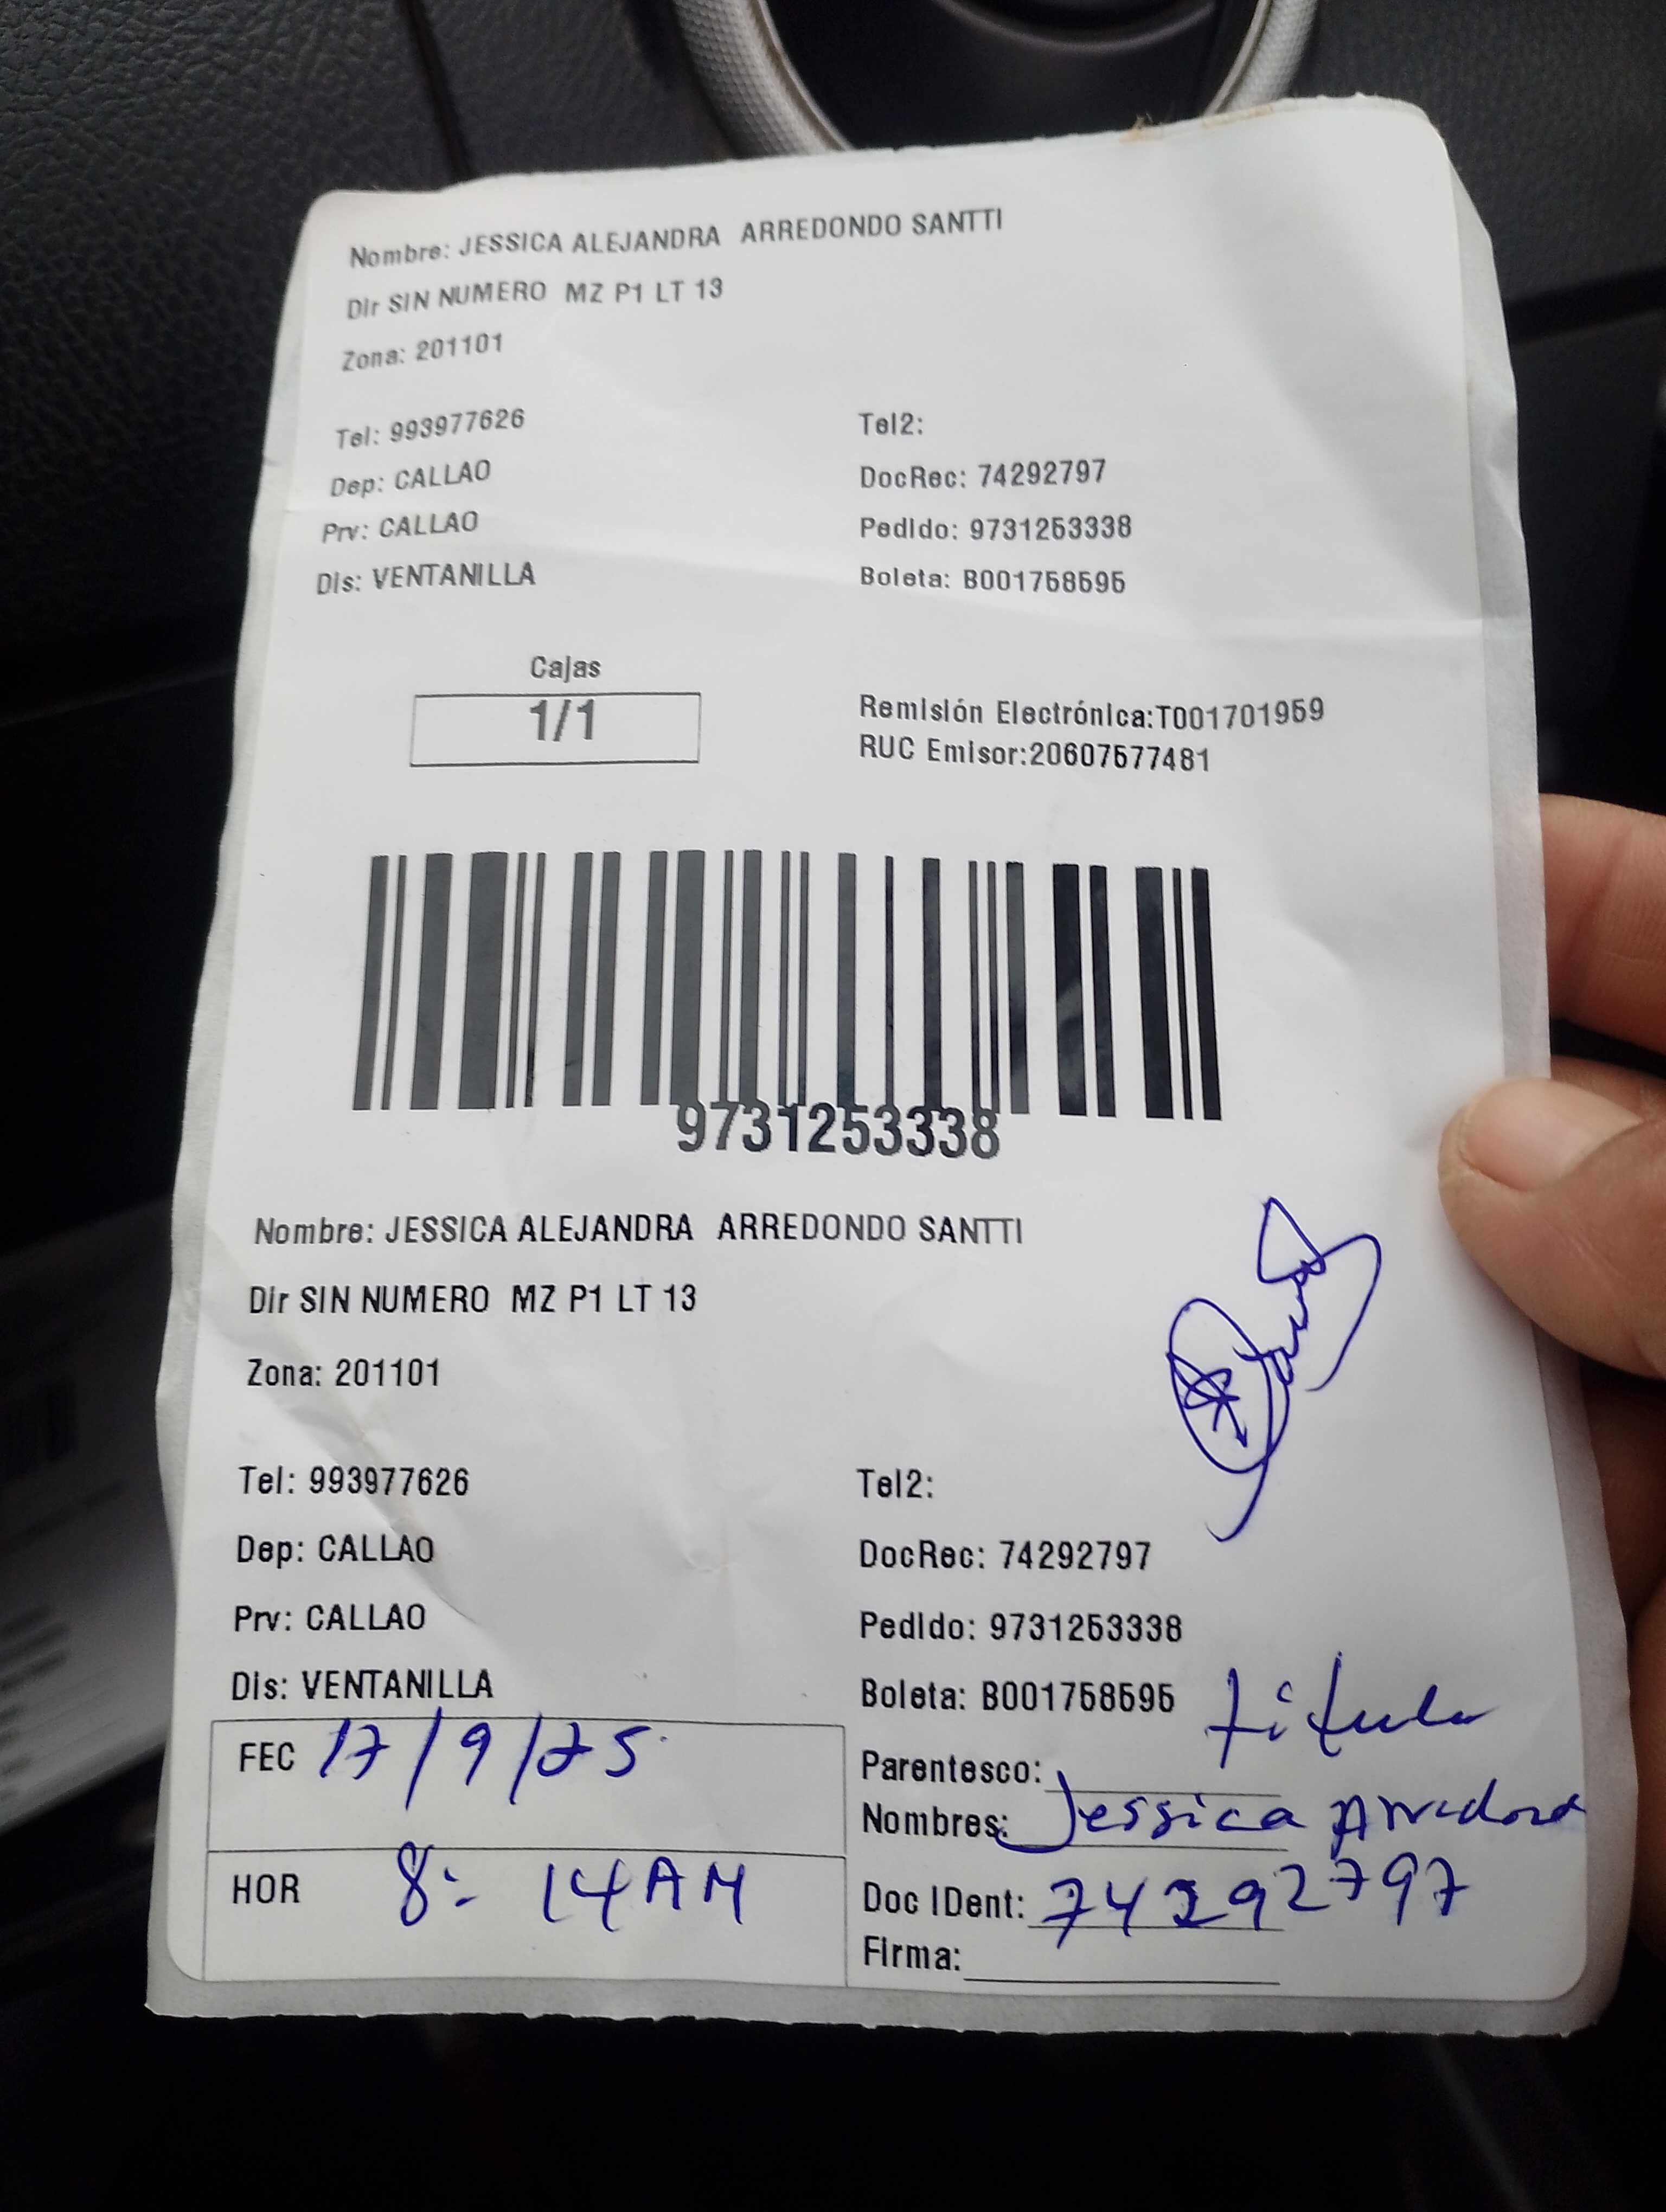 Nombre: JESSICA ALEJANDRA ARREDONDO SANTTI
Dir SIN NUMERO MZ P1 LT 13
Zona: 201101
Tel: 993977626 Tel2:
Dep: CALLAO DocRec: 74292797
Prv: CALLAO Pedido: 9731253338
Dis: VENTANILLA Boleta: B001758595
Cajas
1/1
Remisión Electrónica:T001701959
RUC Emisor:20607577481
9731253338
Nombre: JESSICA ALEJANDRA ARREDONDO SANTTI
Dir SIN NUMERO MZ P1 LT 13
Zona: 201101
Tel: 993977626 Tel2:
Dep: CALLAO DocRec: 74292797
Prv: CALLAO Pedido: 9731253338
Dis: VENTANILLA Boleta: B001758595
FEC 17/9/25
Parentesco: titular
Nombres: Jessica Arredondo
HOR 8:14 AM
Doc IDent: 74292797
Firma: